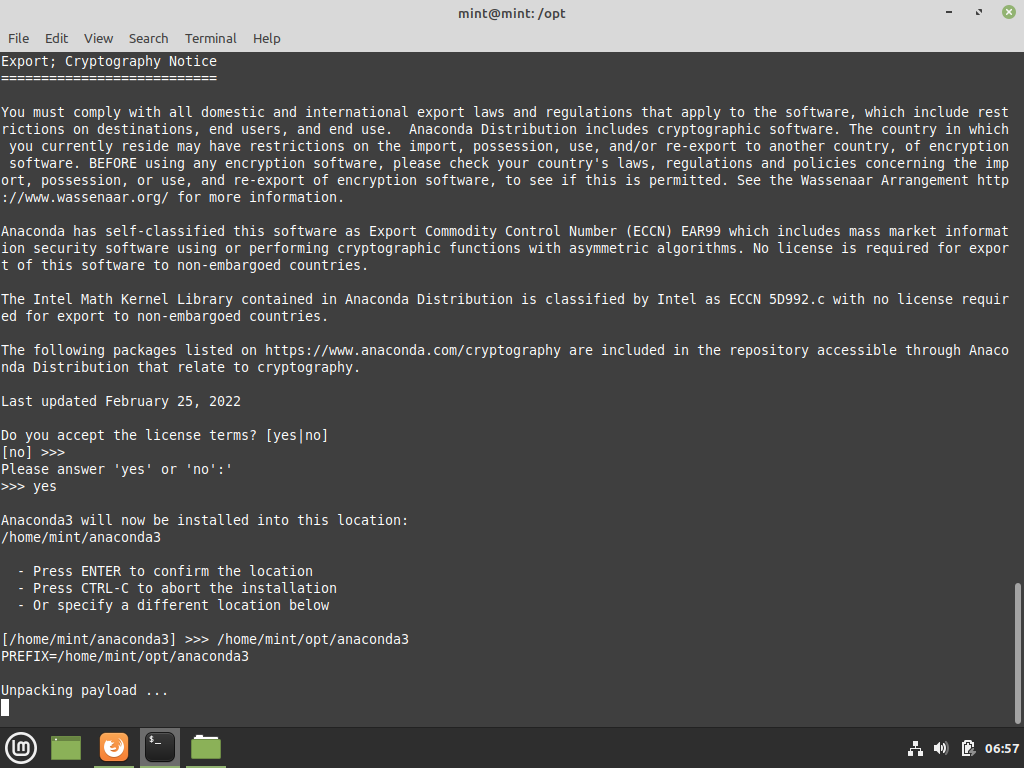 mint@mint: /opt
File Edit View Search Terminal Help
Export; Cryptography Notice
===========================
You must comply with all domestic and international export laws and regulations that apply to the software, which include rest
rictions on destinations, end users, and end use.  Anaconda Distribution includes cryptographic software. The country in which
 you currently reside may have restrictions on the import, possession, use, and/or re-export to another country, of encryption
 software. BEFORE using any encryption software, please check your country's laws, regulations and policies concerning the imp
ort, possession, or use, and re-export of encryption software, to see if this is permitted. See the Wassenaar Arrangement http
://www.wassenaar.org/ for more information.
Anaconda has self-classified this software as Export Commodity Control Number (ECCN) EAR99 which includes mass market informat
ion security software using or performing cryptographic functions with asymmetric algorithms. No license is required for expor
t of this software to non-embargoed countries.
The Intel Math Kernel Library contained in Anaconda Distribution is classified by Intel as ECCN 5D992.c with no license requir
ed for export to non-embargoed countries.
The following packages listed on https://www.anaconda.com/cryptography are included in the repository accessible through Anaco
nda Distribution that relate to cryptography.
Last updated February 25, 2022
Do you accept the license terms? [yes|no]
[no] >>>
Please answer 'yes' or 'no':'
>>> yes
Anaconda3 will now be installed into this location:
/home/mint/anaconda3
  - Press ENTER to confirm the location
  - Press CTRL-C to abort the installation
  - Or specify a different location below
[/home/mint/anaconda3] >>> /home/mint/opt/anaconda3
PREFIX=/home/mint/opt/anaconda3
Unpacking payload ...
$_
06:57